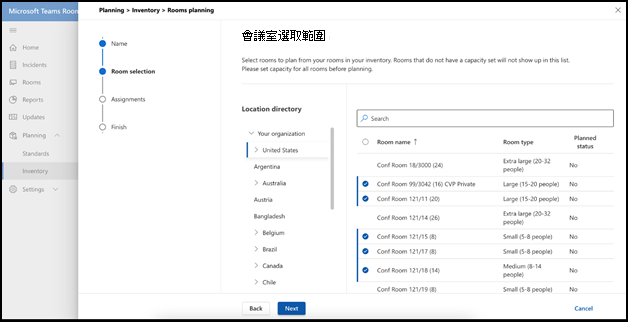 Microsoft Teams Room
Home
Incidents
Rooms
Reports
Updates
Planning
Standards
Inventory
Settings
Planning > Inventory > Rooms planning
Name
Room selection
Assignments
Finish
會議室選取範圍
Select rooms to plan from your rooms in your inventory. Rooms that do not have a capacity set will not show up in this list.
Please set capacity for all rooms before planning.
Location directory
Your organization
United States
Argentina
Australia
Austria
Bangladesh
Belgium
Brazil
Canada
Chile
Search
Room name ↑ Room type Planned status
Conf Room 18/3000 (24) Extra large (20-32 people) No
Conf Room 99/3042 (16) CVP Private Large (15-20 people) No
Conf Room 121/11 (20) Large (15-20 people) No
Conf Room 121/14 (26) Extra large (20-32 people) No
Conf Room 121/15 (8) Small (5-8 people) No
Conf Room 121/17 (8) Small (5-8 people) No
Conf Room 121/18 (14) Medium (8-14 people) No
Conf Room 121/19 (8) Small (5-8 people) No
Back
Next
Cancel